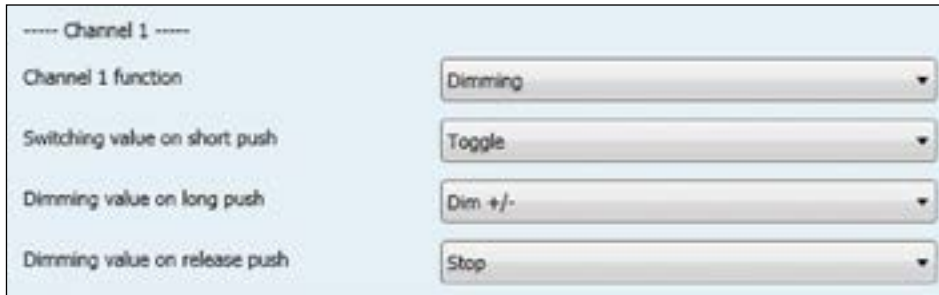 ----- Channel 1 -----
Channel 1 function Dimming
Switching value on short push Toggle
Dimming value on long push Dim +/-
Dimming value on release push Stop